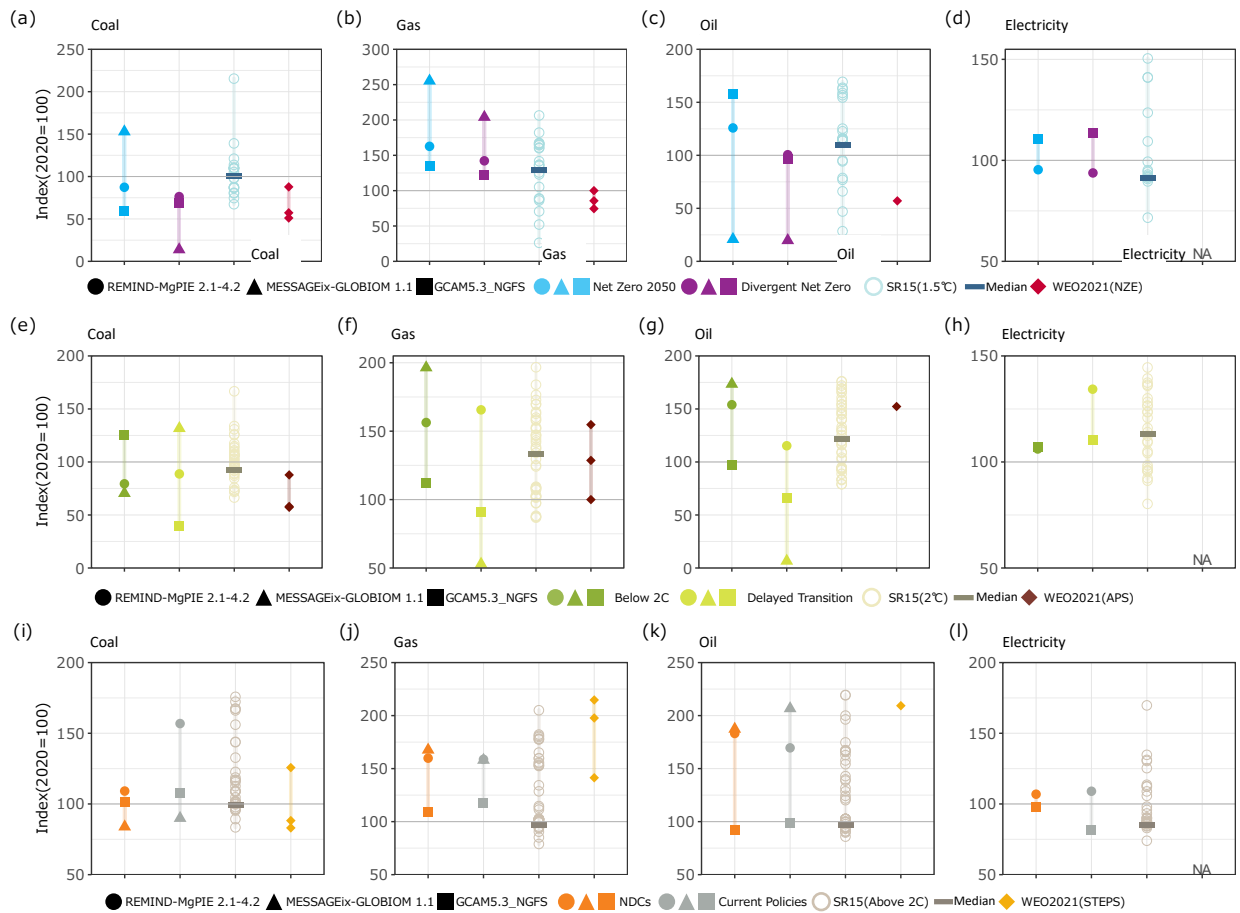 (a) (b) (c) (d)
Coal Gas Oil Electricity
Index(2020=100)
250
200
150
100
50
0
Coal
300
250
200
150
100
50
0
Gas
200
150
100
50
0
Oil
150
100
50
Electricity
NA
REMIND-MgPIE 2.1-4.2 MESSAGEix-GLOBIOM 1.1 GCAM5.3_NGFS Net Zero 2050 Divergent Net Zero SR15(1.5℃) Median WEO2021(NZE)
(e) (f) (g) (h)
Coal Gas Oil Electricity
Index(2020=100)
200
150
100
50
0
200
150
100
50
200
150
100
50
0
150
100
50
NA
REMIND-MgPIE 2.1-4.2 MESSAGEix-GLOBIOM 1.1 GCAM5.3_NGFS Below 2C Delayed Transition SR15(2℃) Median WEO2021(APS)
(i) (j) (k) (l)
Coal Gas Oil Electricity
Index(2020=100)
200
150
100
50
250
200
150
100
50
250
200
150
100
50
200
150
100
50
NA
REMIND-MgPIE 2.1-4.2 MESSAGEix-GLOBIOM 1.1 GCAM5.3_NGFS NDCs Current Policies SR15(Above 2C) Median WEO2021(STEPS)